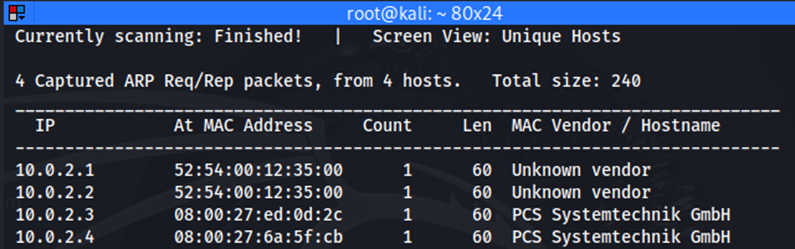 root@kali: ~ 80x24
Currently scanning: Finished!   |   Screen View: Unique Hosts
4 Captured ARP Req/Rep packets, from 4 hosts.   Total size: 240
IP            At MAC Address     Count     Len  MAC Vendor / Hostname
10.0.2.1        52:54:00:12:35:00      1      60  Unknown vendor
10.0.2.2        52:54:00:12:35:00      1      60  Unknown vendor
10.0.2.3        08:00:27:ed:0d:2c      1      60  PCS Systemtechnik GmbH
10.0.2.4        08:00:27:6a:5f:cb      1      60  PCS Systemtechnik GmbH